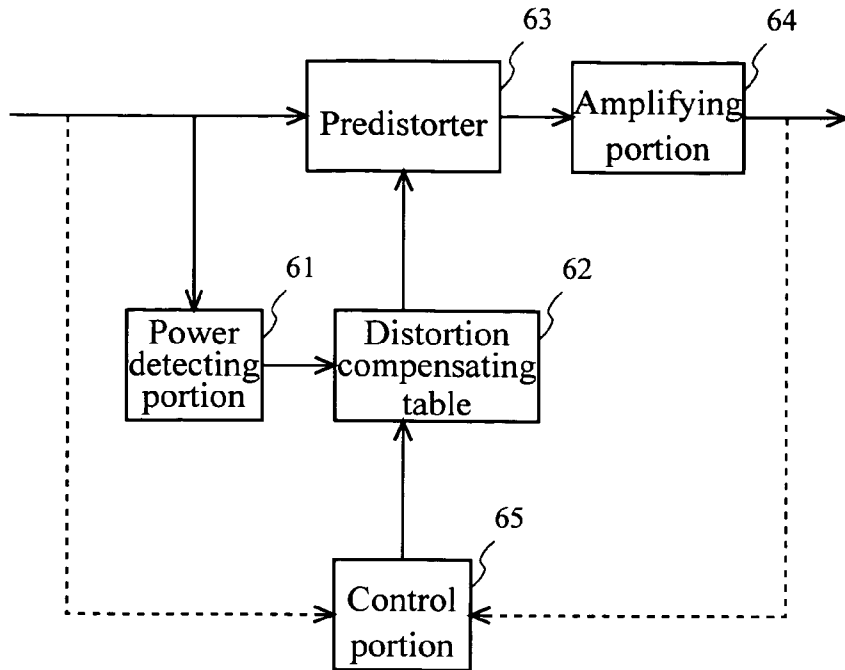 63
64
Predistorter
Amplifying
portion
61
62
Power
detecting
portion
Distortion
compensating
table
65
Control
portion